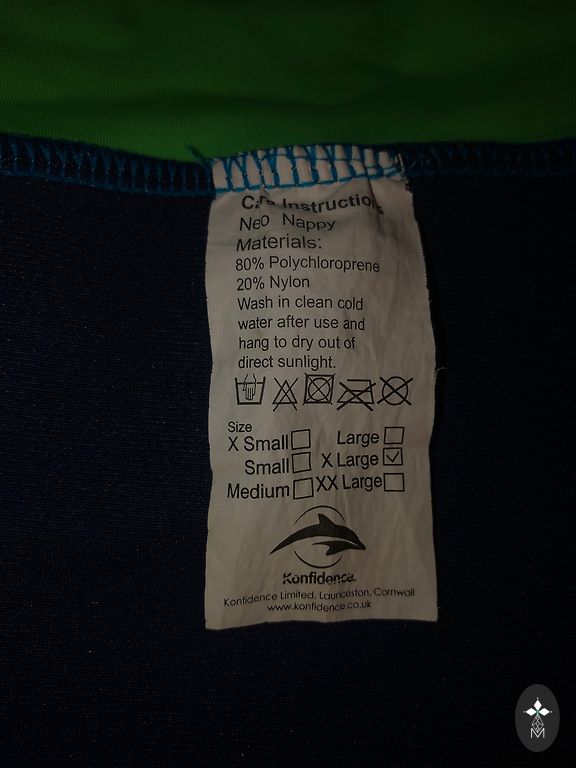 Care Instructions
Neo Nappy
Materials:
80% Polychloroprene
20% Nylon
Wash in clean cold
water after use and
hang to dry out of
direct sunlight.
Size
X Small Large
Small X Large
Medium XX Large
Konfidence
Konfidence Limited, Launceston, Cornwall
www.konfidence.co.uk
M